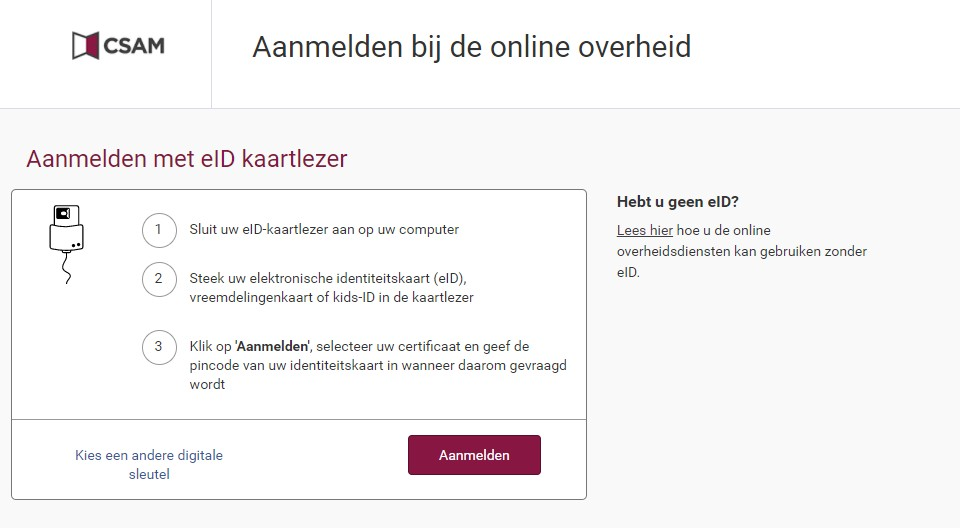 CSAM
Aanmelden bij de online overheid
Aanmelden met eID kaartlezer
1
Sluit uw eID-kaartlezer aan op uw computer
2
Steek uw elektronische identiteitskaart (eID),
vreemdelingenkaart of kids-ID in de kaartlezer
3
Klik op 'Aanmelden', selecteer uw certificaat en geef de
pincode van uw identiteitskaart in wanneer daarom gevraagd
wordt
Kies een andere digitale
sleutel
Aanmelden
Hebt u geen eID?
Lees hier hoe u de online
overheidsdiensten kan gebruiken zonder
eID.